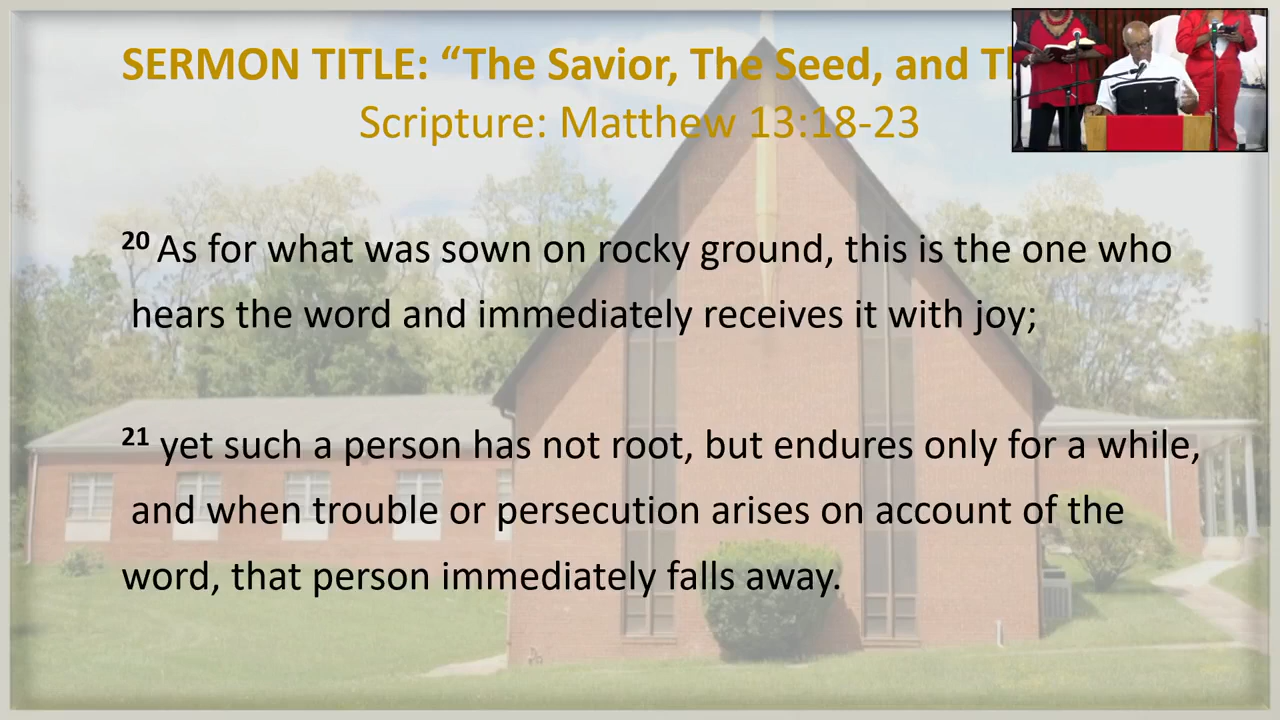 SERMON TITLE: “The Savior, The Seed, and
Scripture: Matthew 13:18-23
20 As for what was sown on rocky ground, this is the one who
hears the word and immediately receives it with joy;
21 yet such a person has not root, but endures only for a while,
and when trouble or persecution arises on account of the
word, that person immediately falls away.